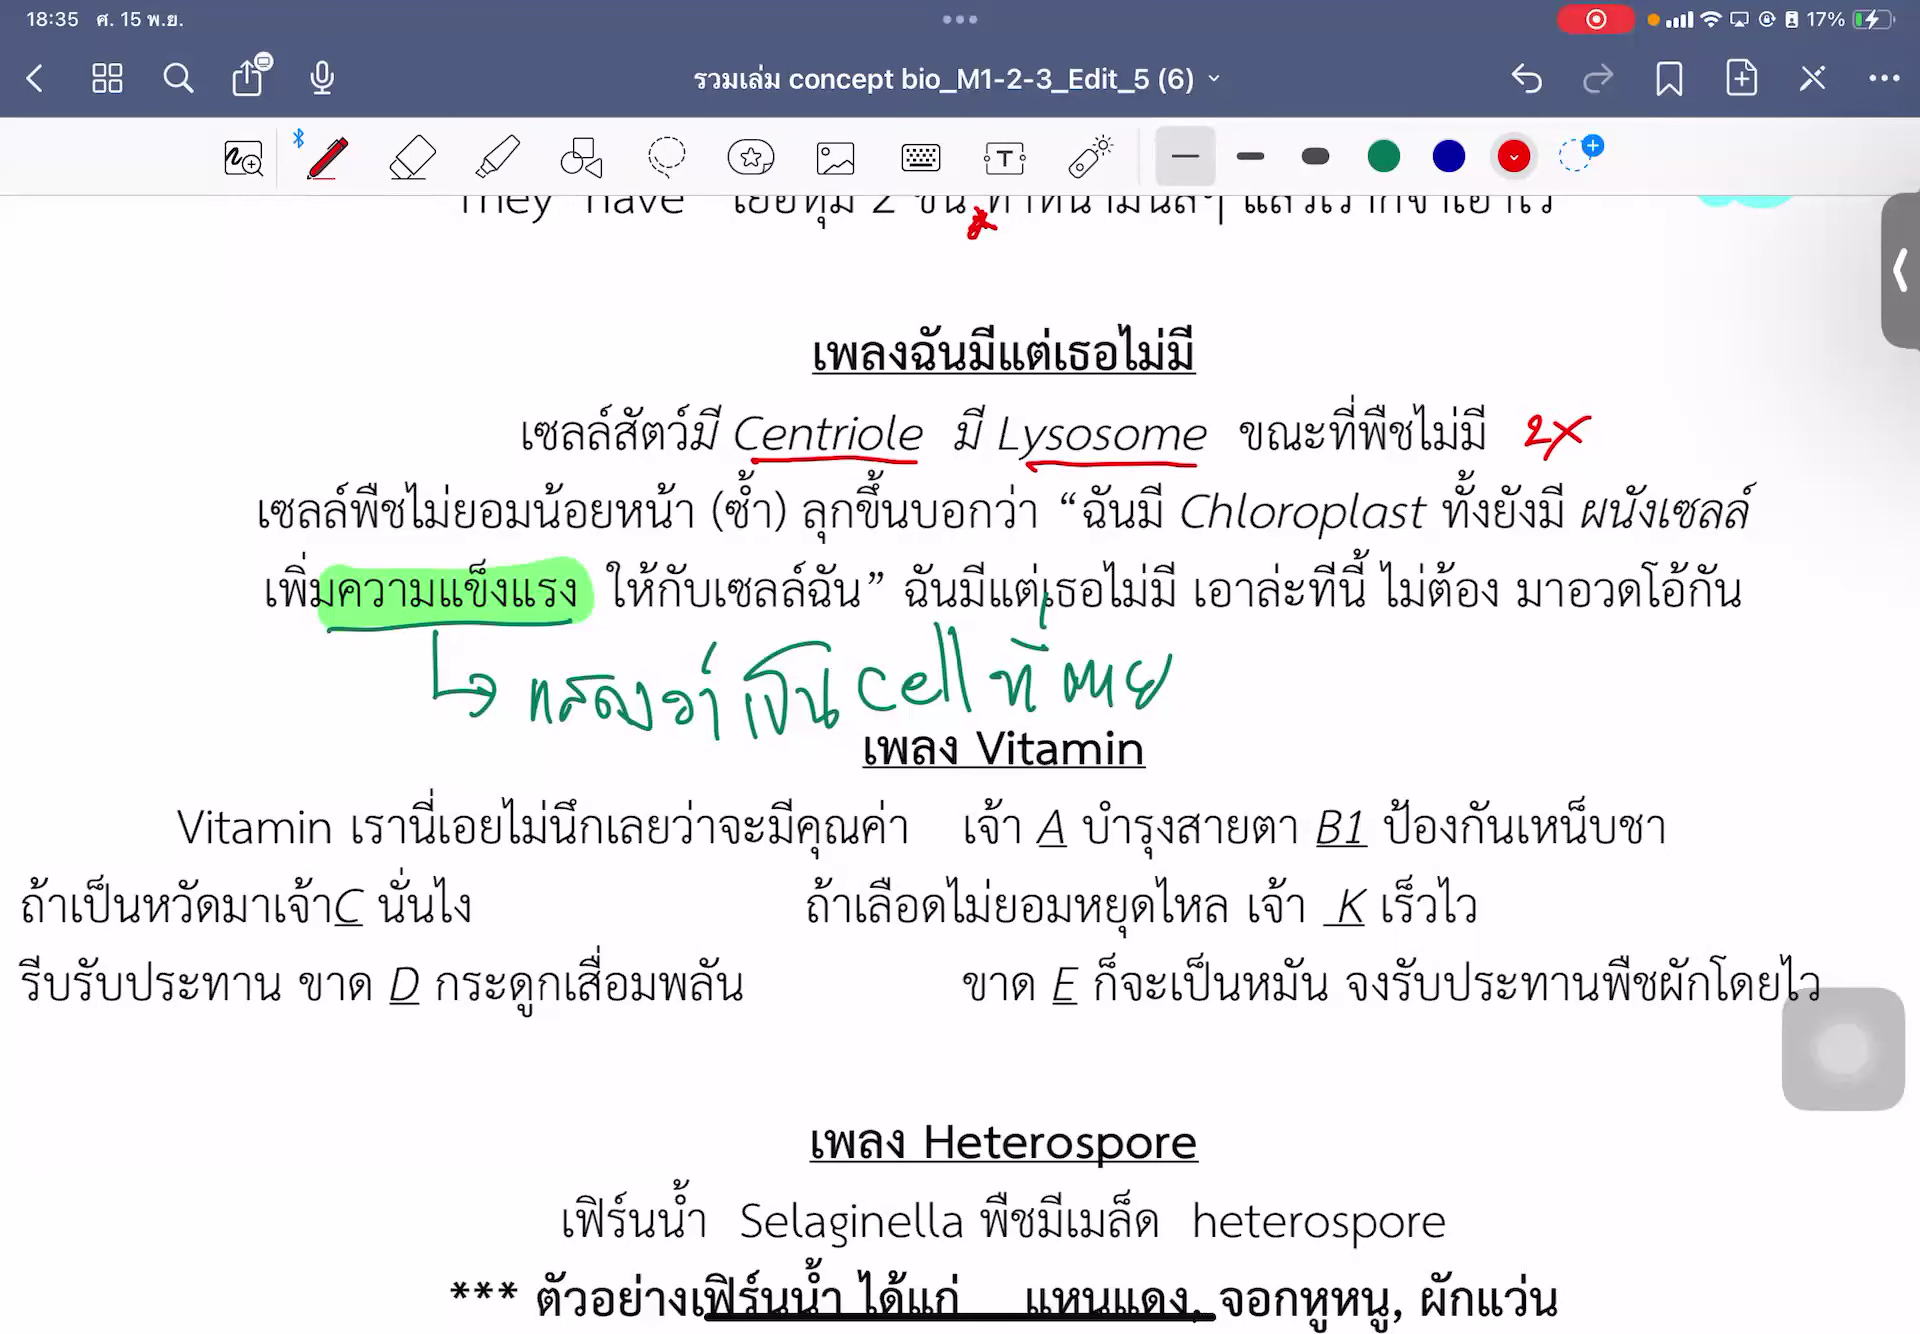 18:35 ศ. 15 พ.ย.
17%
รวมเล่ม concept bio_M1-2-3_Edit_5 (6)
They have เยื่อหุ้ม 2 ชั้น
เพลงฉันมีแต่เธอไม่มี
เซลล์สัตว์มี Centriole มี Lysosome ขณะที่พืชไม่มี 2X
เซลล์พืชไม่ยอมน้อยหน้า (ซ้ำ) ลุกขึ้นบอกว่า “ฉันมี Chloroplast ทั้งยังมี ผนังเซลล์
เพิ่มความแข็งแรง ให้กับเซลล์ฉัน” ฉันมีแต่เธอไม่มี เอาล่ะทีนี้ ไม่ต้อง มาอวดโอ้กัน
แสดงว่า เป็น cell ที่ตาย
เพลง Vitamin
Vitamin เรานี่เอยไม่นึกเลยว่าจะมีคุณค่า เจ้า A บำรุงสายตา B1 ป้องกันเหน็บชา
ถ้าเป็นหวัดมาเจ้าC นั่นไง ถ้าเลือดไม่ยอมหยุดไหล เจ้า K เร็วไว
รีบรับประทาน ขาด D กระดูกเสื่อมพลัน ขาด E ก็จะเป็นหมัน จงรับประทานพืชผักโดยไว
เพลง Heterospore
เฟิร์นน้ำ Selaginella พืชมีเมล็ด heterospore
*** ตัวอย่างเฟิร์นน้ำ ได้แก่ แหนแดง, จอกหูหนู, ผักแว่น